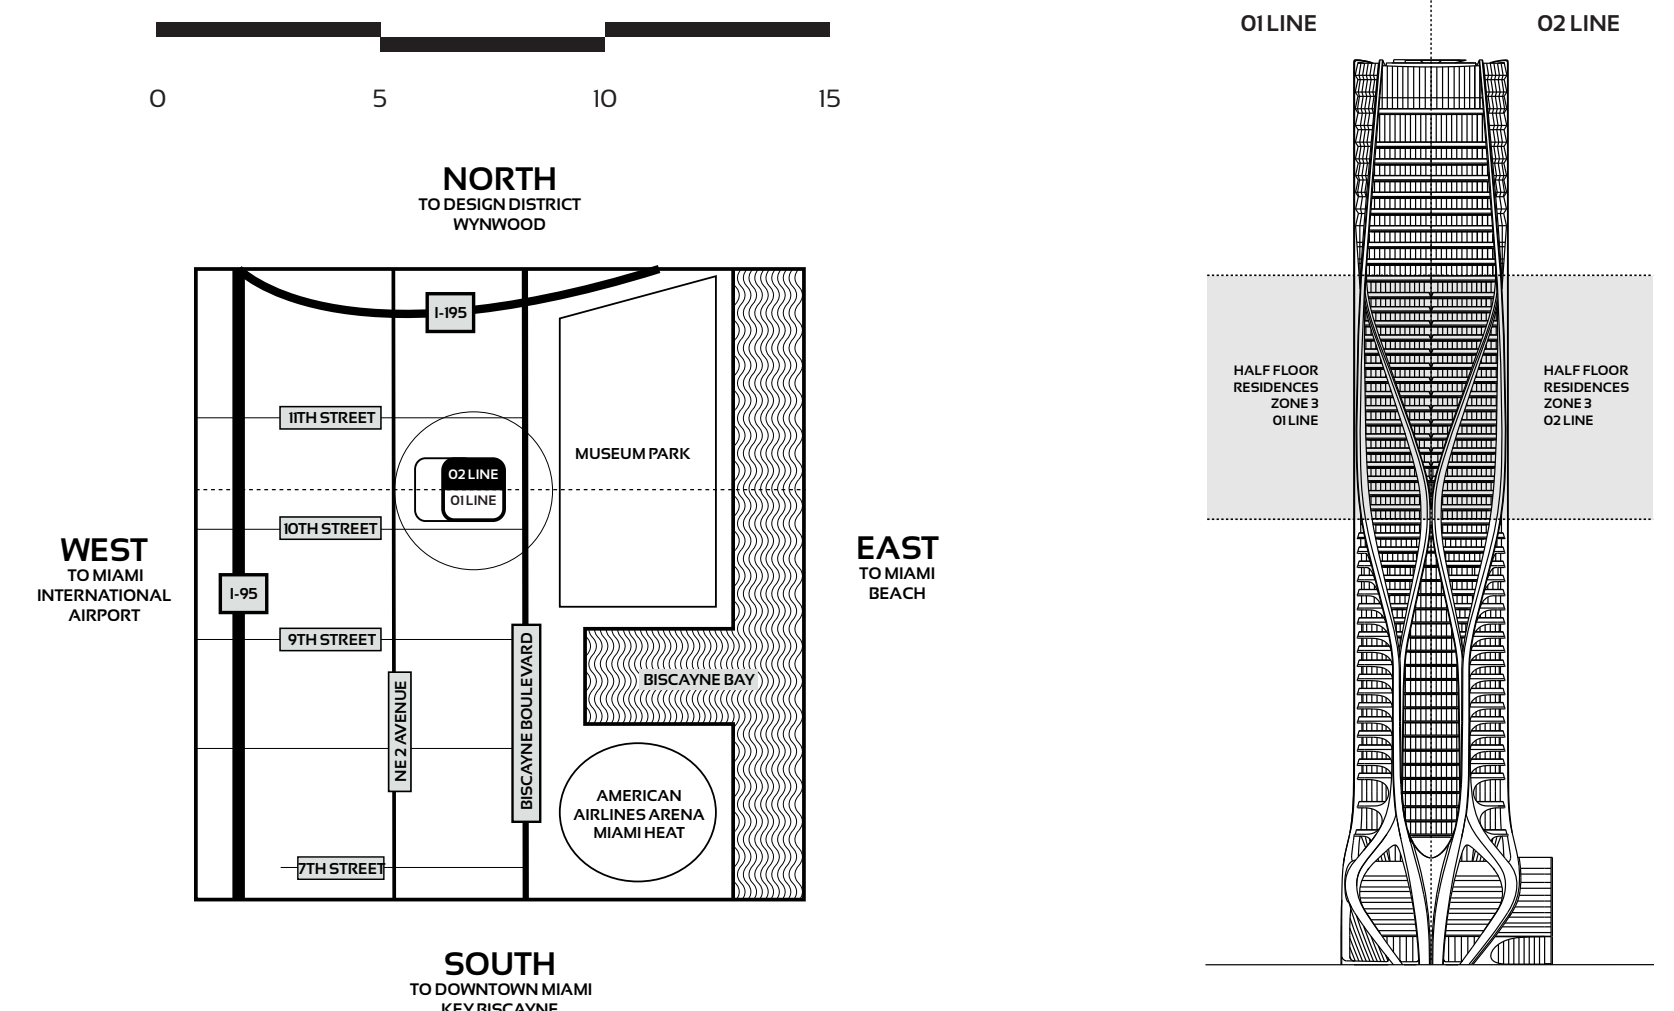 0 5 10 15
NORTH
TO DESIGN DISTRICT
WYNWOOD
I-195
11TH STREET
MUSEUM PARK
02 LINE
01 LINE
10TH STREET
WEST
TO MIAMI
INTERNATIONAL
AIRPORT
EAST
TO MIAMI
BEACH
I-95
9TH STREET
BISCAYNE BAY
NE 2 AVENUE
BISCAYNE BOULEVARD
AMERICAN
AIRLINES ARENA
MIAMI HEAT
7TH STREET
SOUTH
TO DOWNTOWN MIAMI
KEY BISCAYNE
01 LINE
02 LINE
HALF FLOOR
RESIDENCES
ZONE 3
01 LINE
HALF FLOOR
RESIDENCES
ZONE 3
02 LINE